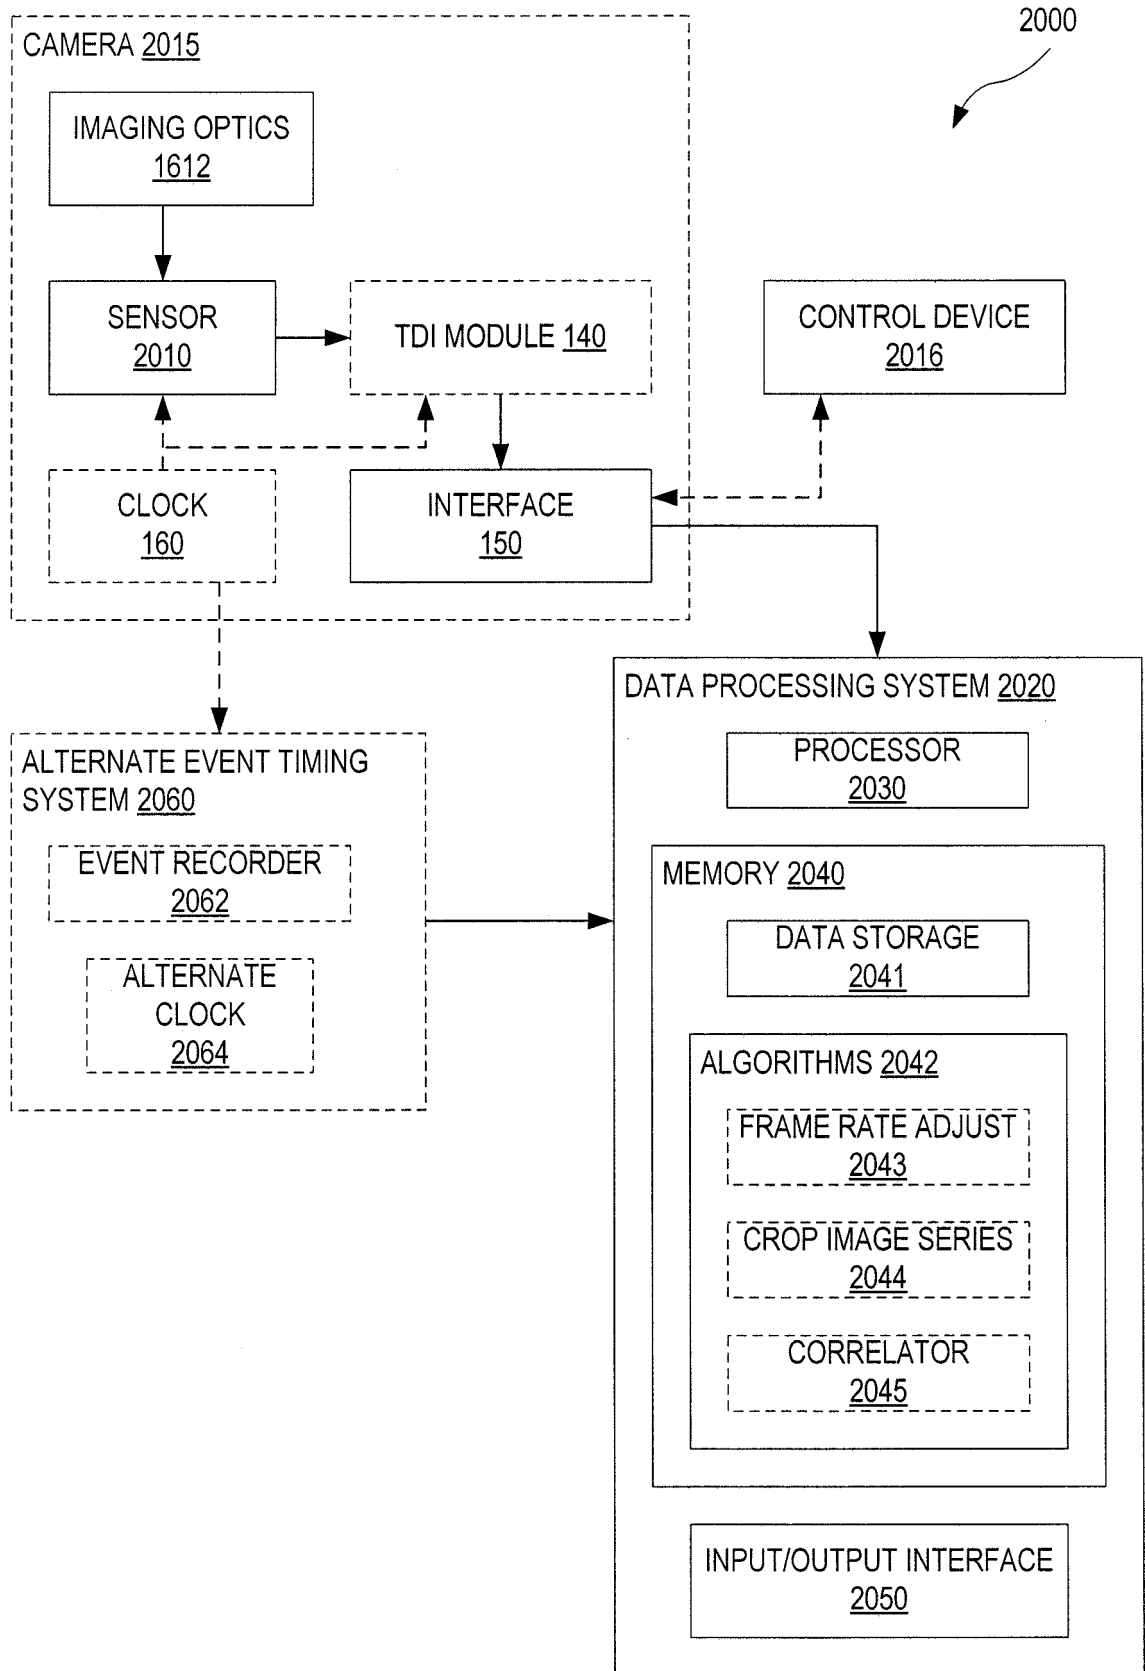 2000
CAMERA 2015
IMAGING OPTICS
1612
SENSOR
2010
TDI MODULE 140
CONTROL DEVICE
2016
CLOCK
160
INTERFACE
150
DATA PROCESSING SYSTEM 2020
PROCESSOR
2030
ALTERNATE EVENT TIMING
SYSTEM 2060
EVENT RECORDER
2062
ALTERNATE
CLOCK
2064
MEMORY 2040
DATA STORAGE
2041
ALGORITHMS 2042
FRAME RATE ADJUST
2043
CROP IMAGE SERIES
2044
CORRELATOR
2045
INPUT/OUTPUT INTERFACE
2050